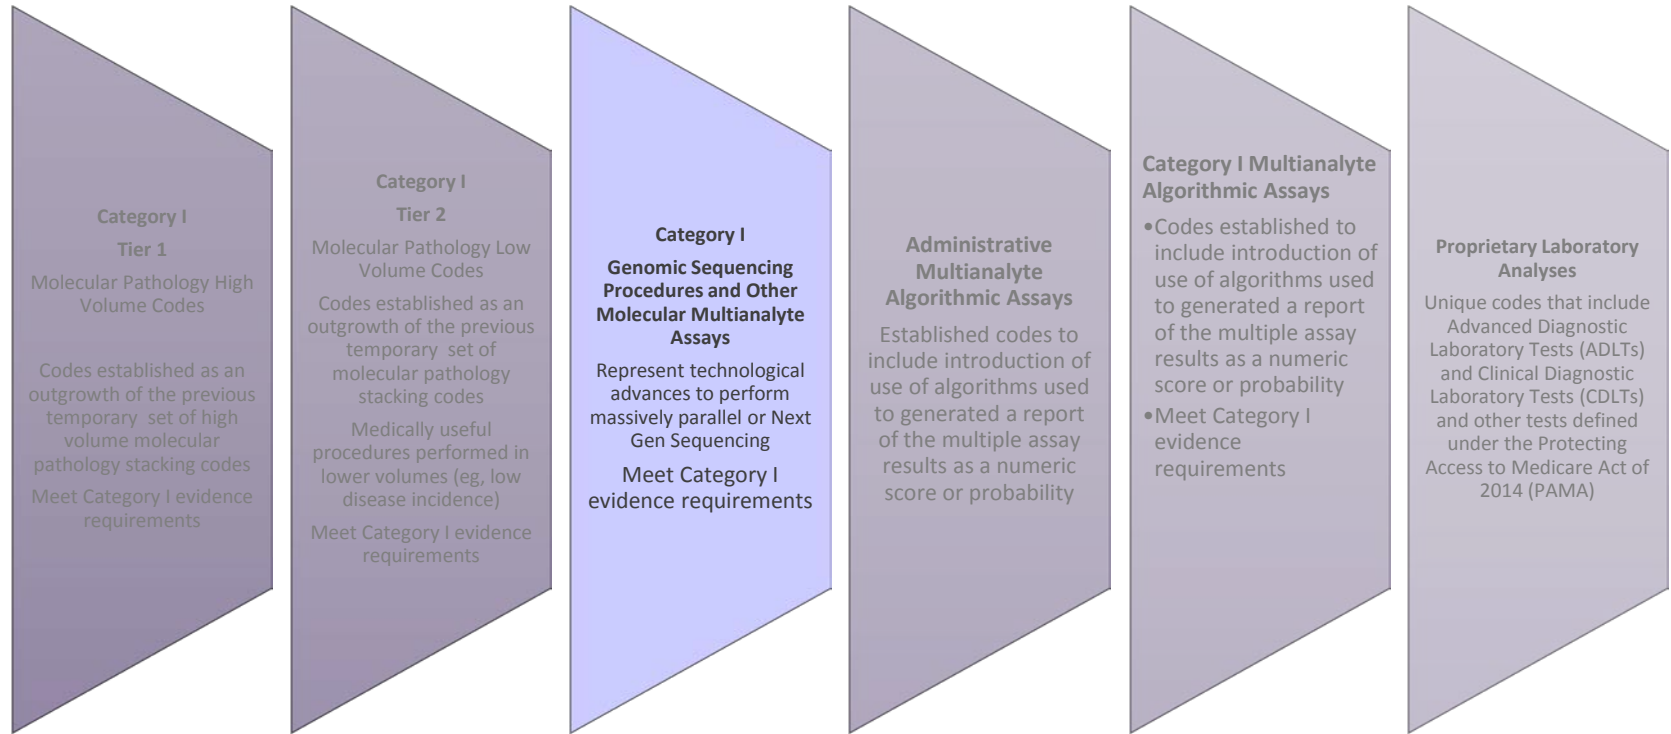 Category I
Tier 1
Molecular Pathology High
Volume Codes
Codes established as an
outgrowth of the previous
temporary set of high
volume molecular
pathology stacking codes
Meet Category I evidence
requirements
Category I
Tier 2
Molecular Pathology Low
Volume Codes
Codes established as an
outgrowth of the previous
temporary set of
molecular pathology
stacking codes
Medically useful
procedures performed in
lower volumes (eg, low
disease incidence)
Meet Category I evidence
requirements
Category I
Genomic Sequencing
Procedures and Other
Molecular Multianalyte
Assays
Represent technological
advances to perform
massively parallel or Next
Gen Sequencing
Meet Category I
evidence requirements
Administrative
Multianalyte
Algorithmic Assays
Established codes to
include introduction of
use of algorithms used
to generated a report
of the multiple assay
results as a numeric
score or probability
Category I Multianalyte
Algorithmic Assays
•Codes established to
include introduction of
use of algorithms used
to generated a report
of the multiple assay
results as a numeric
score or probability
•Meet Category I
evidence
requirements
Proprietary Laboratory
Analyses
Unique codes that include
Advanced Diagnostic
Laboratory Tests (ADLTs)
and Clinical Diagnostic
Laboratory Tests (CDLTs)
and other tests defined
under the Protecting
Access to Medicare Act of
2014 (PAMA)